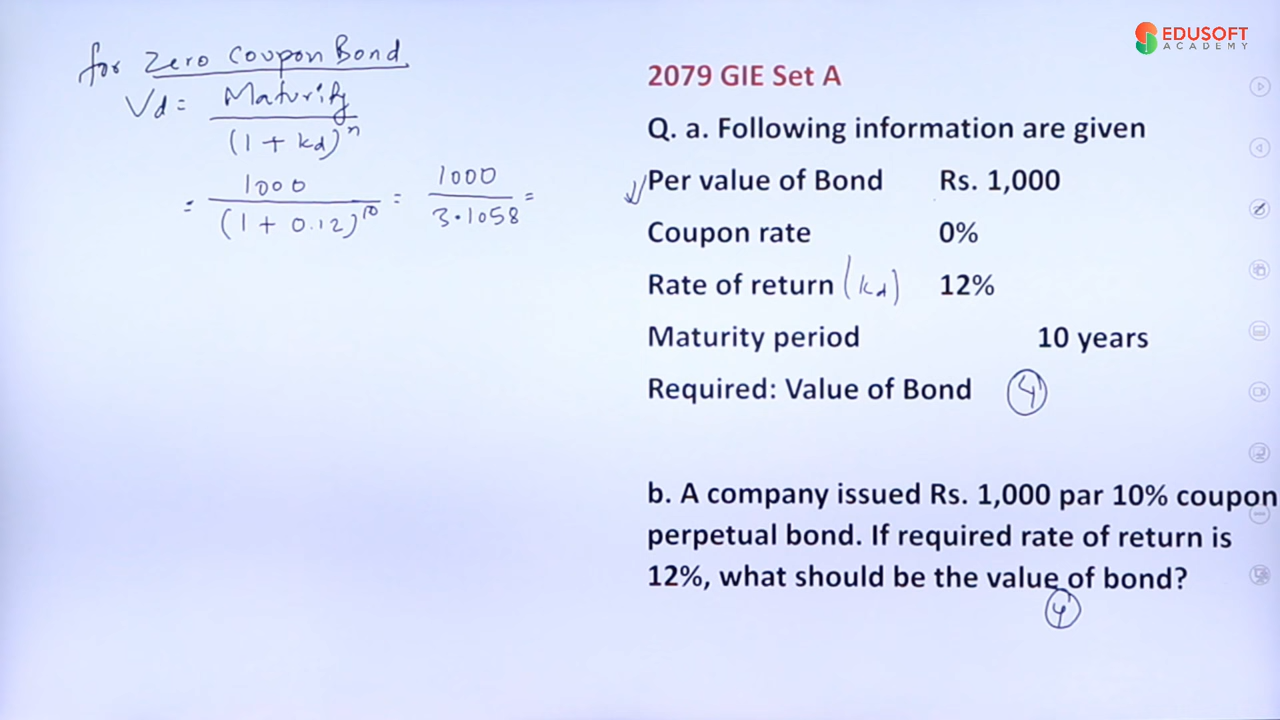 for Zero Coupon Bond
Vd = Maturity
(1 + kd)^n
= 1000 / (1 + 0.12)^10 = 1000 / 3.1058 =
EDUSOFT
ACADEMY
2079 GIE Set A
Q. a. Following information are given
Per value of Bond Rs. 1,000
Coupon rate 0%
Rate of return (kd) 12%
Maturity period 10 years
Required: Value of Bond 4
b. A company issued Rs. 1,000 par 10% coupon
perpetual bond. If required rate of return is
12%, what should be the value of bond?
4